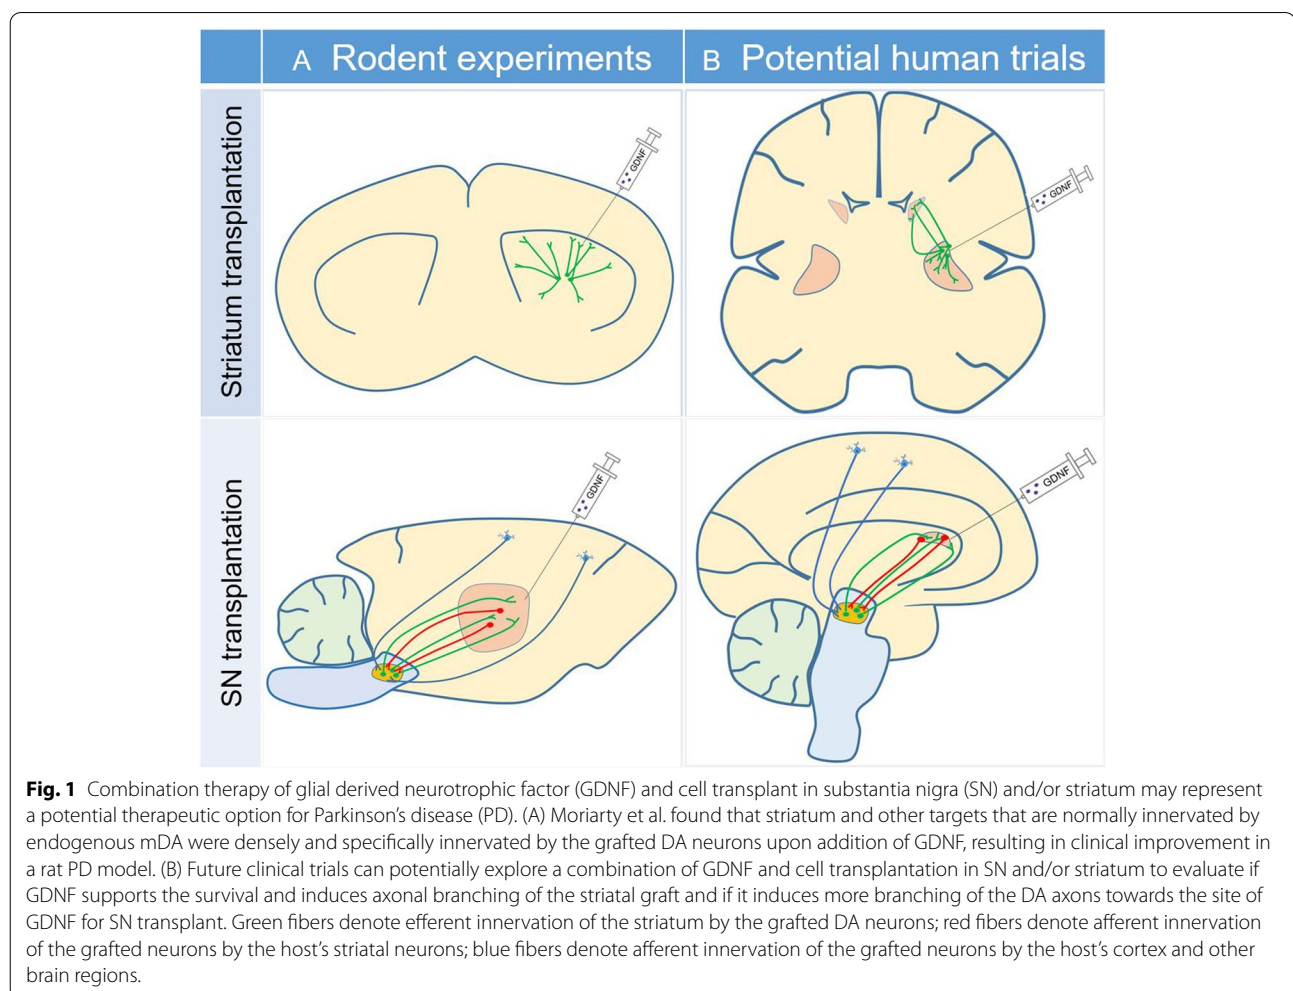 A Rodent experiments
B Potential human trials
Striatum transplantation
GDNF
GDNF
SN transplantation
GDNF
GDNF
Fig. 1 Combination therapy of glial derived neurotrophic factor (GDNF) and cell transplant in substantia nigra (SN) and/or striatum may represent
a potential therapeutic option for Parkinson's disease (PD). (A) Moriarty et al. found that striatum and other targets that are normally innervated by
endogenous mDA were densely and specifically innervated by the grafted DA neurons upon addition of GDNF, resulting in clinical improvement in
a rat PD model. (B) Future clinical trials can potentially explore a combination of GDNF and cell transplantation in SN and/or striatum to evaluate if
GDNF supports the survival and induces axonal branching of the striatal graft and if it induces more branching of the DA axons towards the site of
GDNF for SN transplant. Green fibers denote efferent innervation of the striatum by the grafted DA neurons; red fibers denote afferent innervation
of the grafted neurons by the host's striatal neurons; blue fibers denote afferent innervation of the grafted neurons by the host's cortex and other
brain regions.